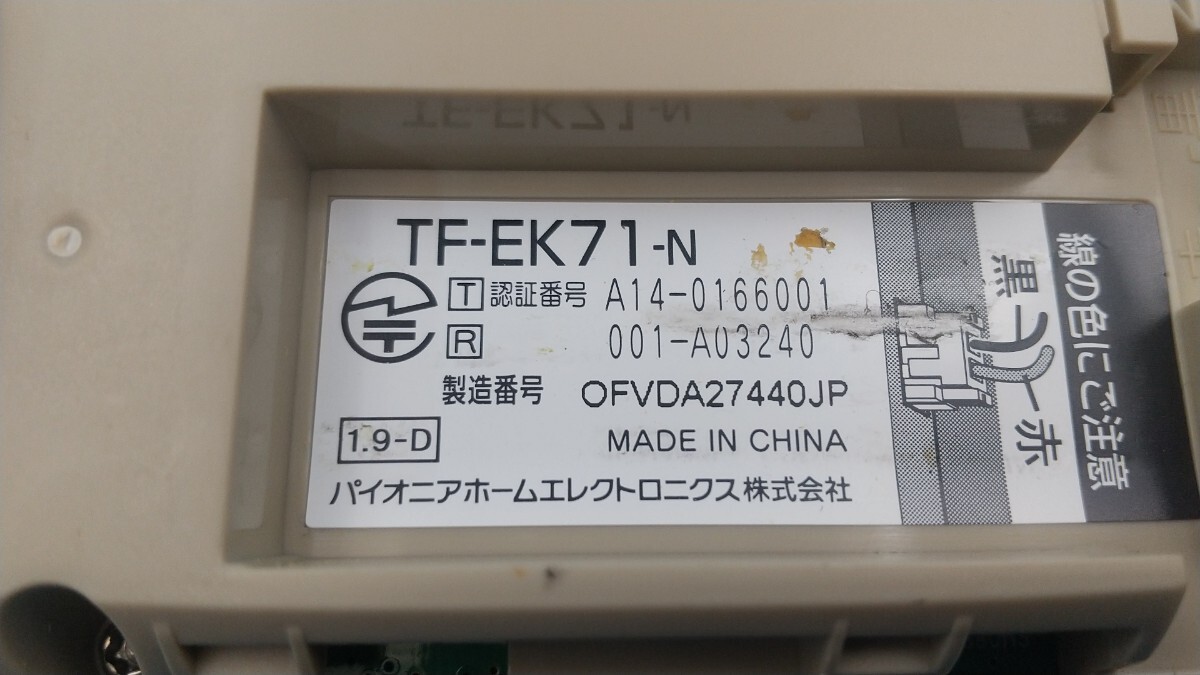 TF-EK71-N
T 認証番号 A14-0166001
R 001-A03240
製造番号 OFVDA27440JP
1.9-D MADE IN CHINA
パイオニアホームエレクトロニクス株式会社
黒
赤
線の色にご注意